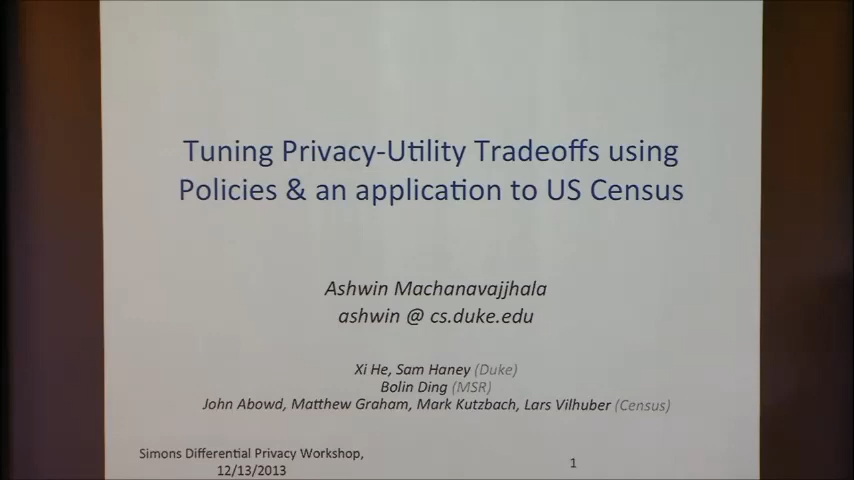 Tuning Privacy-Utility Tradeoffs using
Policies & an application to US Census
Ashwin Machanavajjhala
ashwin @ cs.duke.edu
Xi He, Sam Haney (Duke)
Bolin Ding (MSR)
John Abowd, Matthew Graham, Mark Kutzbach, Lars Vilhuber (Census)
Simons Differential Privacy Workshop,
12/13/2013
1